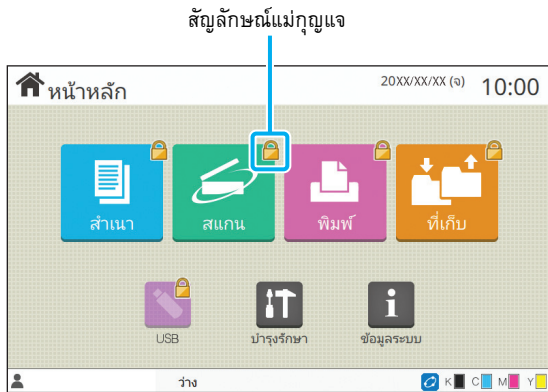 สัญลักษณ์แม่กุญแจ
หน้าหลัก
20XX/XX/XX (จ) 10:00
สำเนา สแกน พิมพ์ ที่เก็บ
USB บำรุงรักษา ข้อมูลระบบ
ว่าง K C M Y